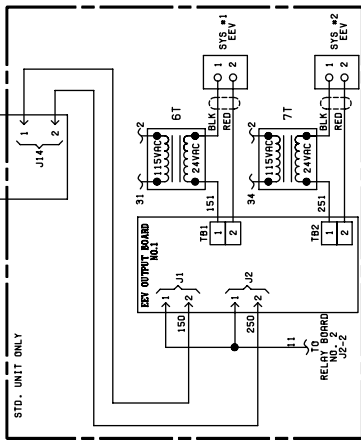 SYS *1
EEV
SYS *2
EEV
1
2
1
2
BLK
RED
BLK
RED
6T
7T
2
115VAC
24VAC
2
115VAC
24VAC
31
151
34
251
TB1
1
2
TB2
1
2
1
2
J14
EEV OUTPUT BOARD
NO.1
J1
1
2
J2
1
2
150
250
11
TO
RELAY BOARD
NO. 2
J2-2
STD. UNIT ONLY